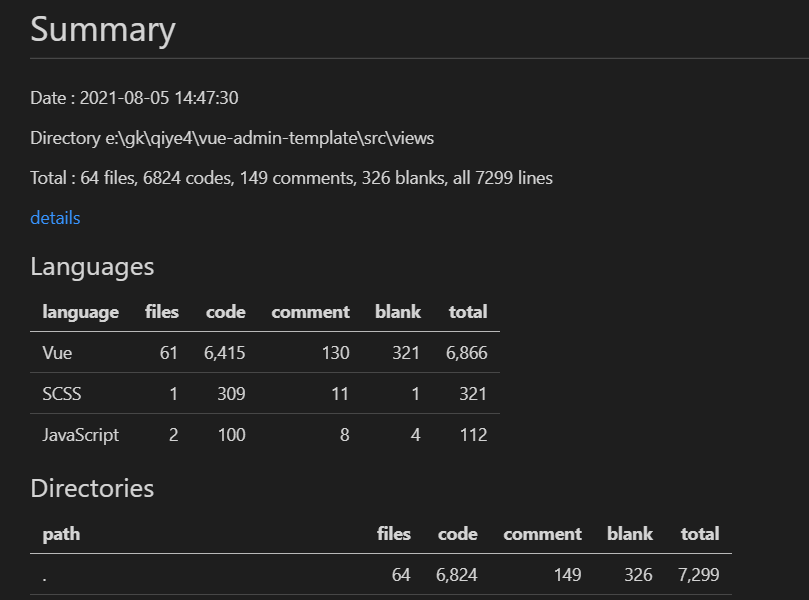 Summary
Date : 2021-08-05 14:47:30
Directory e:\gk\qiye4\vue-admin-template\src\views
Total : 64 files, 6824 codes, 149 comments, 326 blanks, all 7299 lines
details
Languages
language files code comment blank total
Vue 61 6,415 130 321 6,866
SCSS 1 309 11 1 321
JavaScript 2 100 8 4 112
Directories
path files code comment blank total
. 64 6,824 149 326 7,299